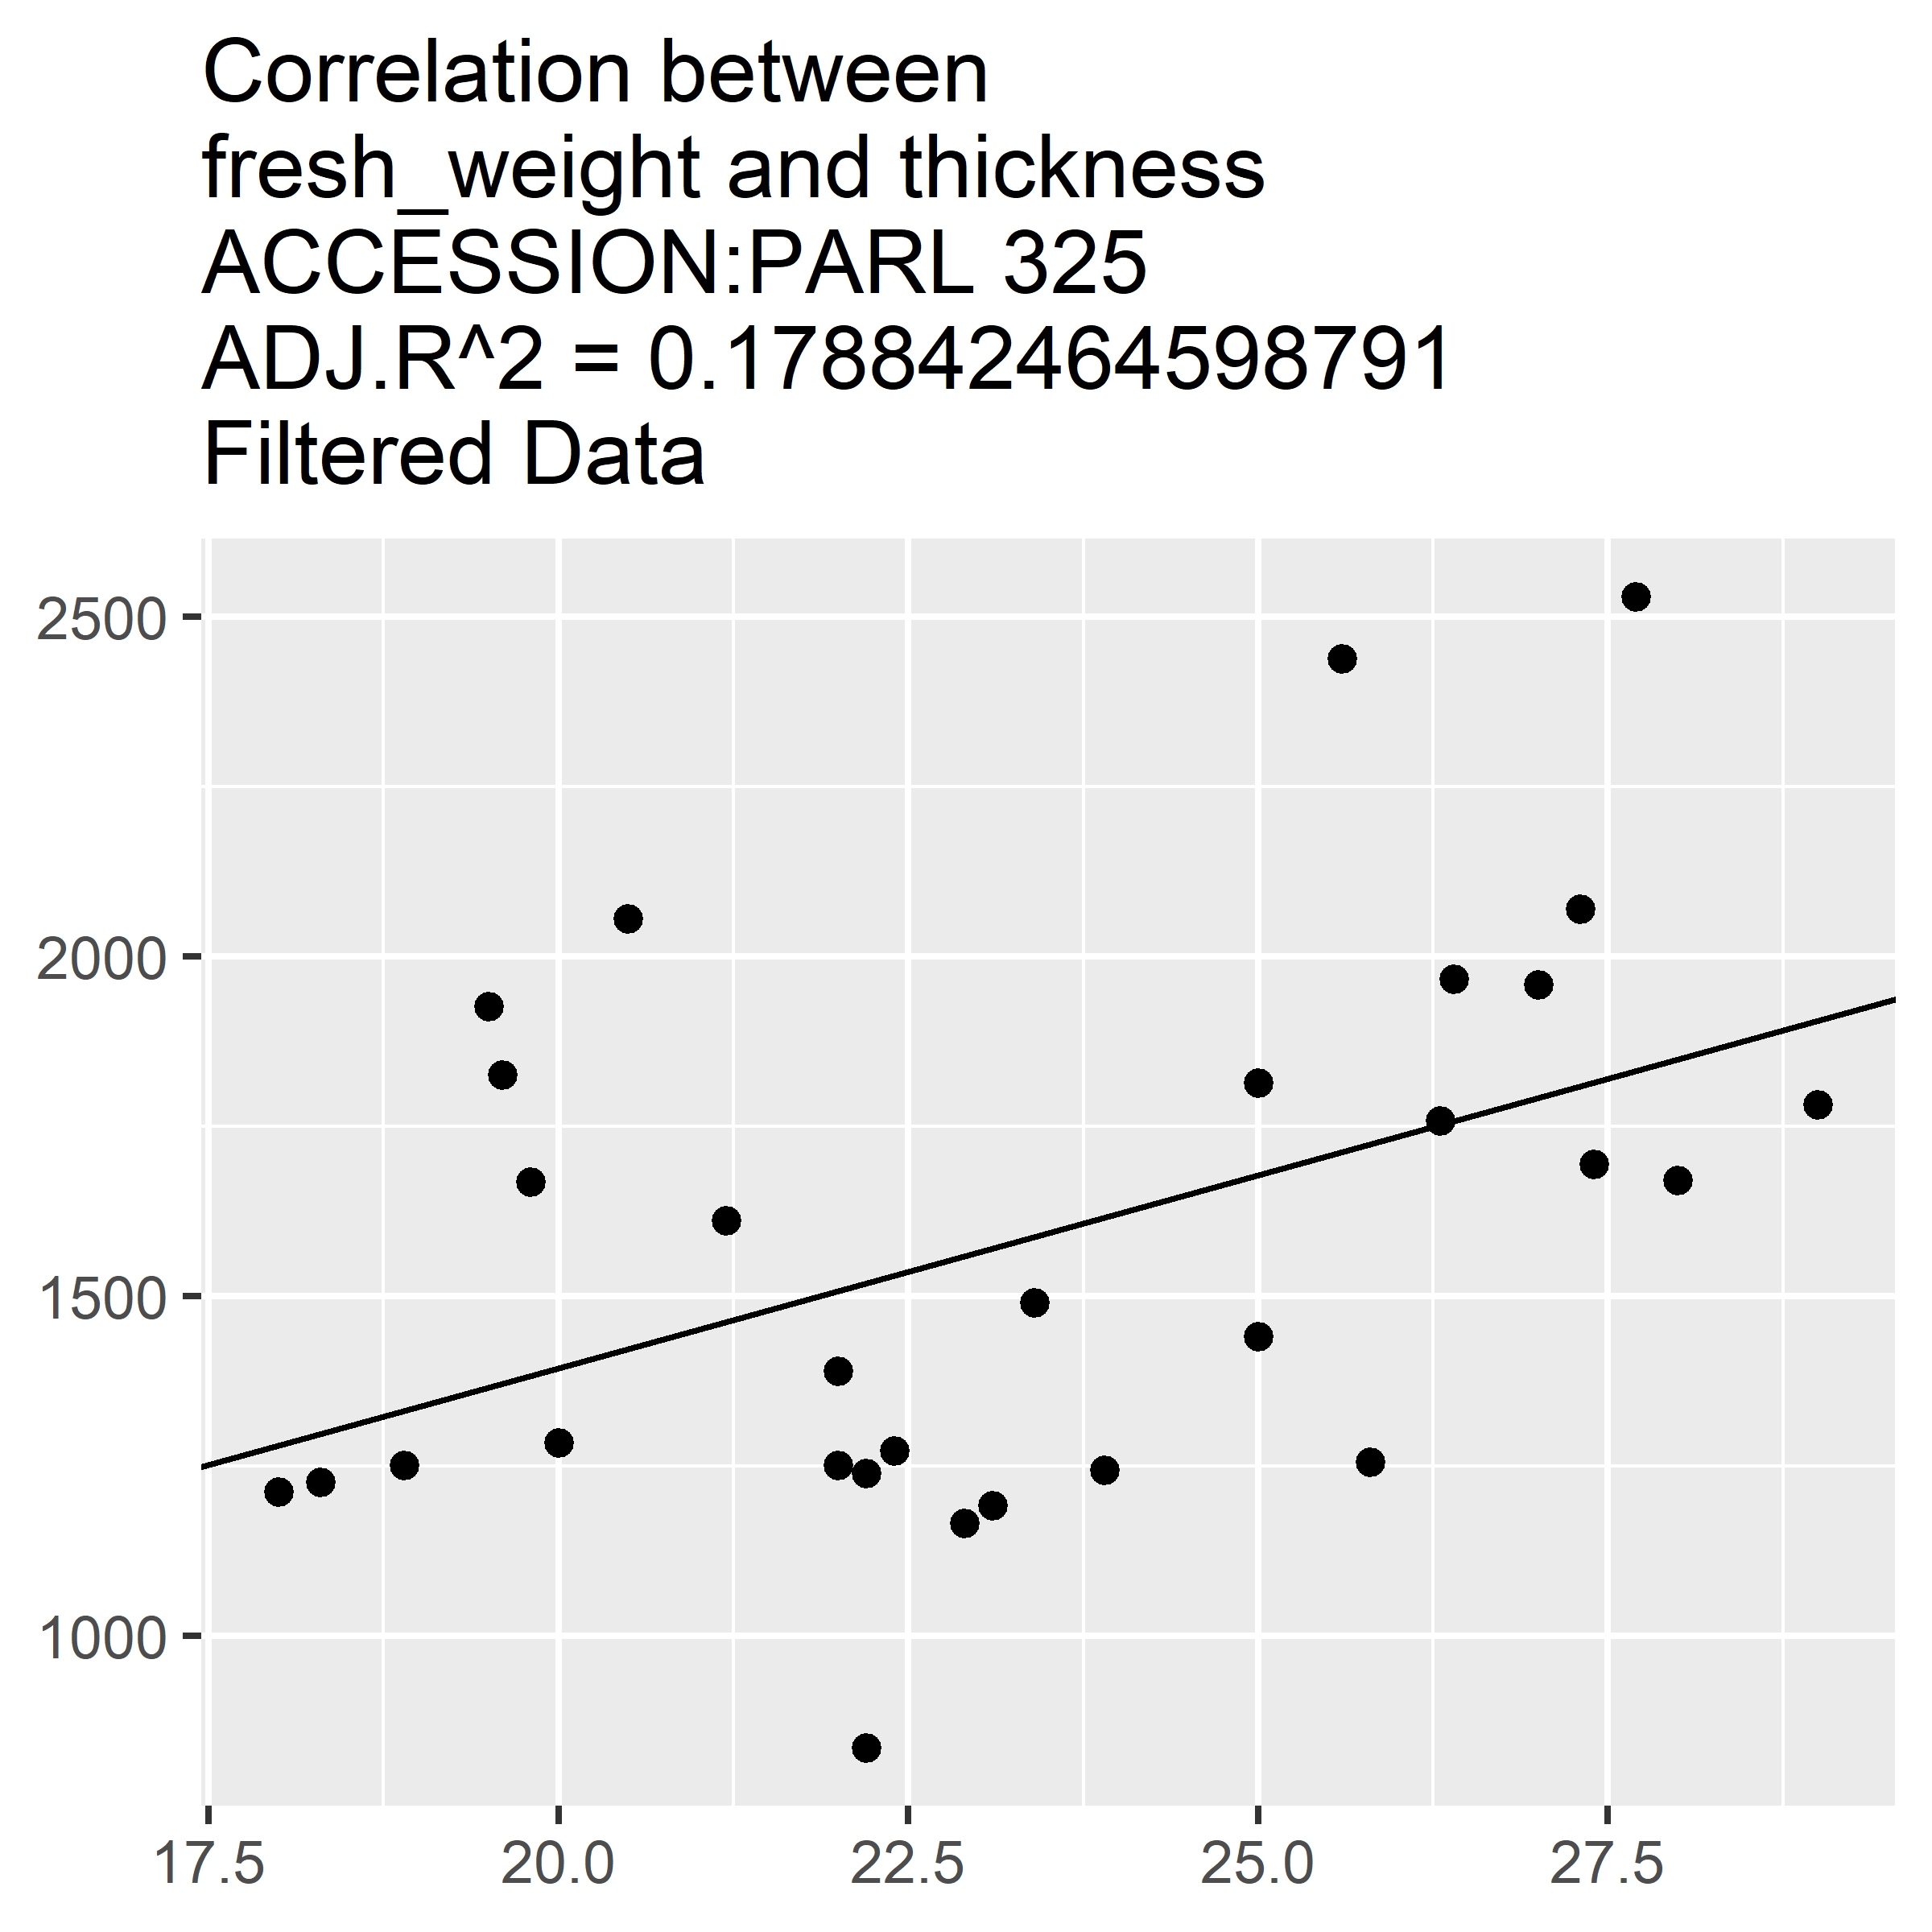 Correlation between
fresh_weight and thickness
ACCESSION:PARL 325
ADJ.R^2 = 0.178842464598791
Filtered Data
2500
2000
1500
1000
17.5 20.0 22.5 25.0 27.5